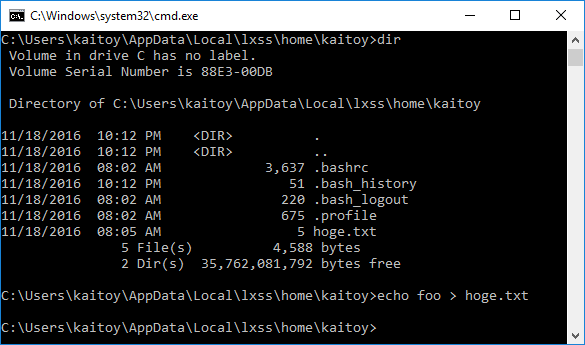 C:\Windows\system32\cmd.exe
C:\Users\kaitoy\AppData\Local\lxss\home\kaitoy>dir
 Volume in drive C has no label.
 Volume Serial Number is 88E3-00DB
 Directory of C:\Users\kaitoy\AppData\Local\lxss\home\kaitoy
11/18/2016  10:12 PM    <DIR>          .
11/18/2016  10:12 PM    <DIR>          ..
11/18/2016  08:02 AM             3,637 .bashrc
11/18/2016  10:12 PM                51 .bash_history
11/18/2016  08:02 AM               220 .bash_logout
11/18/2016  08:02 AM               675 .profile
11/18/2016  08:05 AM                 5 hoge.txt
               5 File(s)          4,588 bytes
               2 Dir(s)  35,762,081,792 bytes free
C:\Users\kaitoy\AppData\Local\lxss\home\kaitoy>echo foo > hoge.txt
C:\Users\kaitoy\AppData\Local\lxss\home\kaitoy>